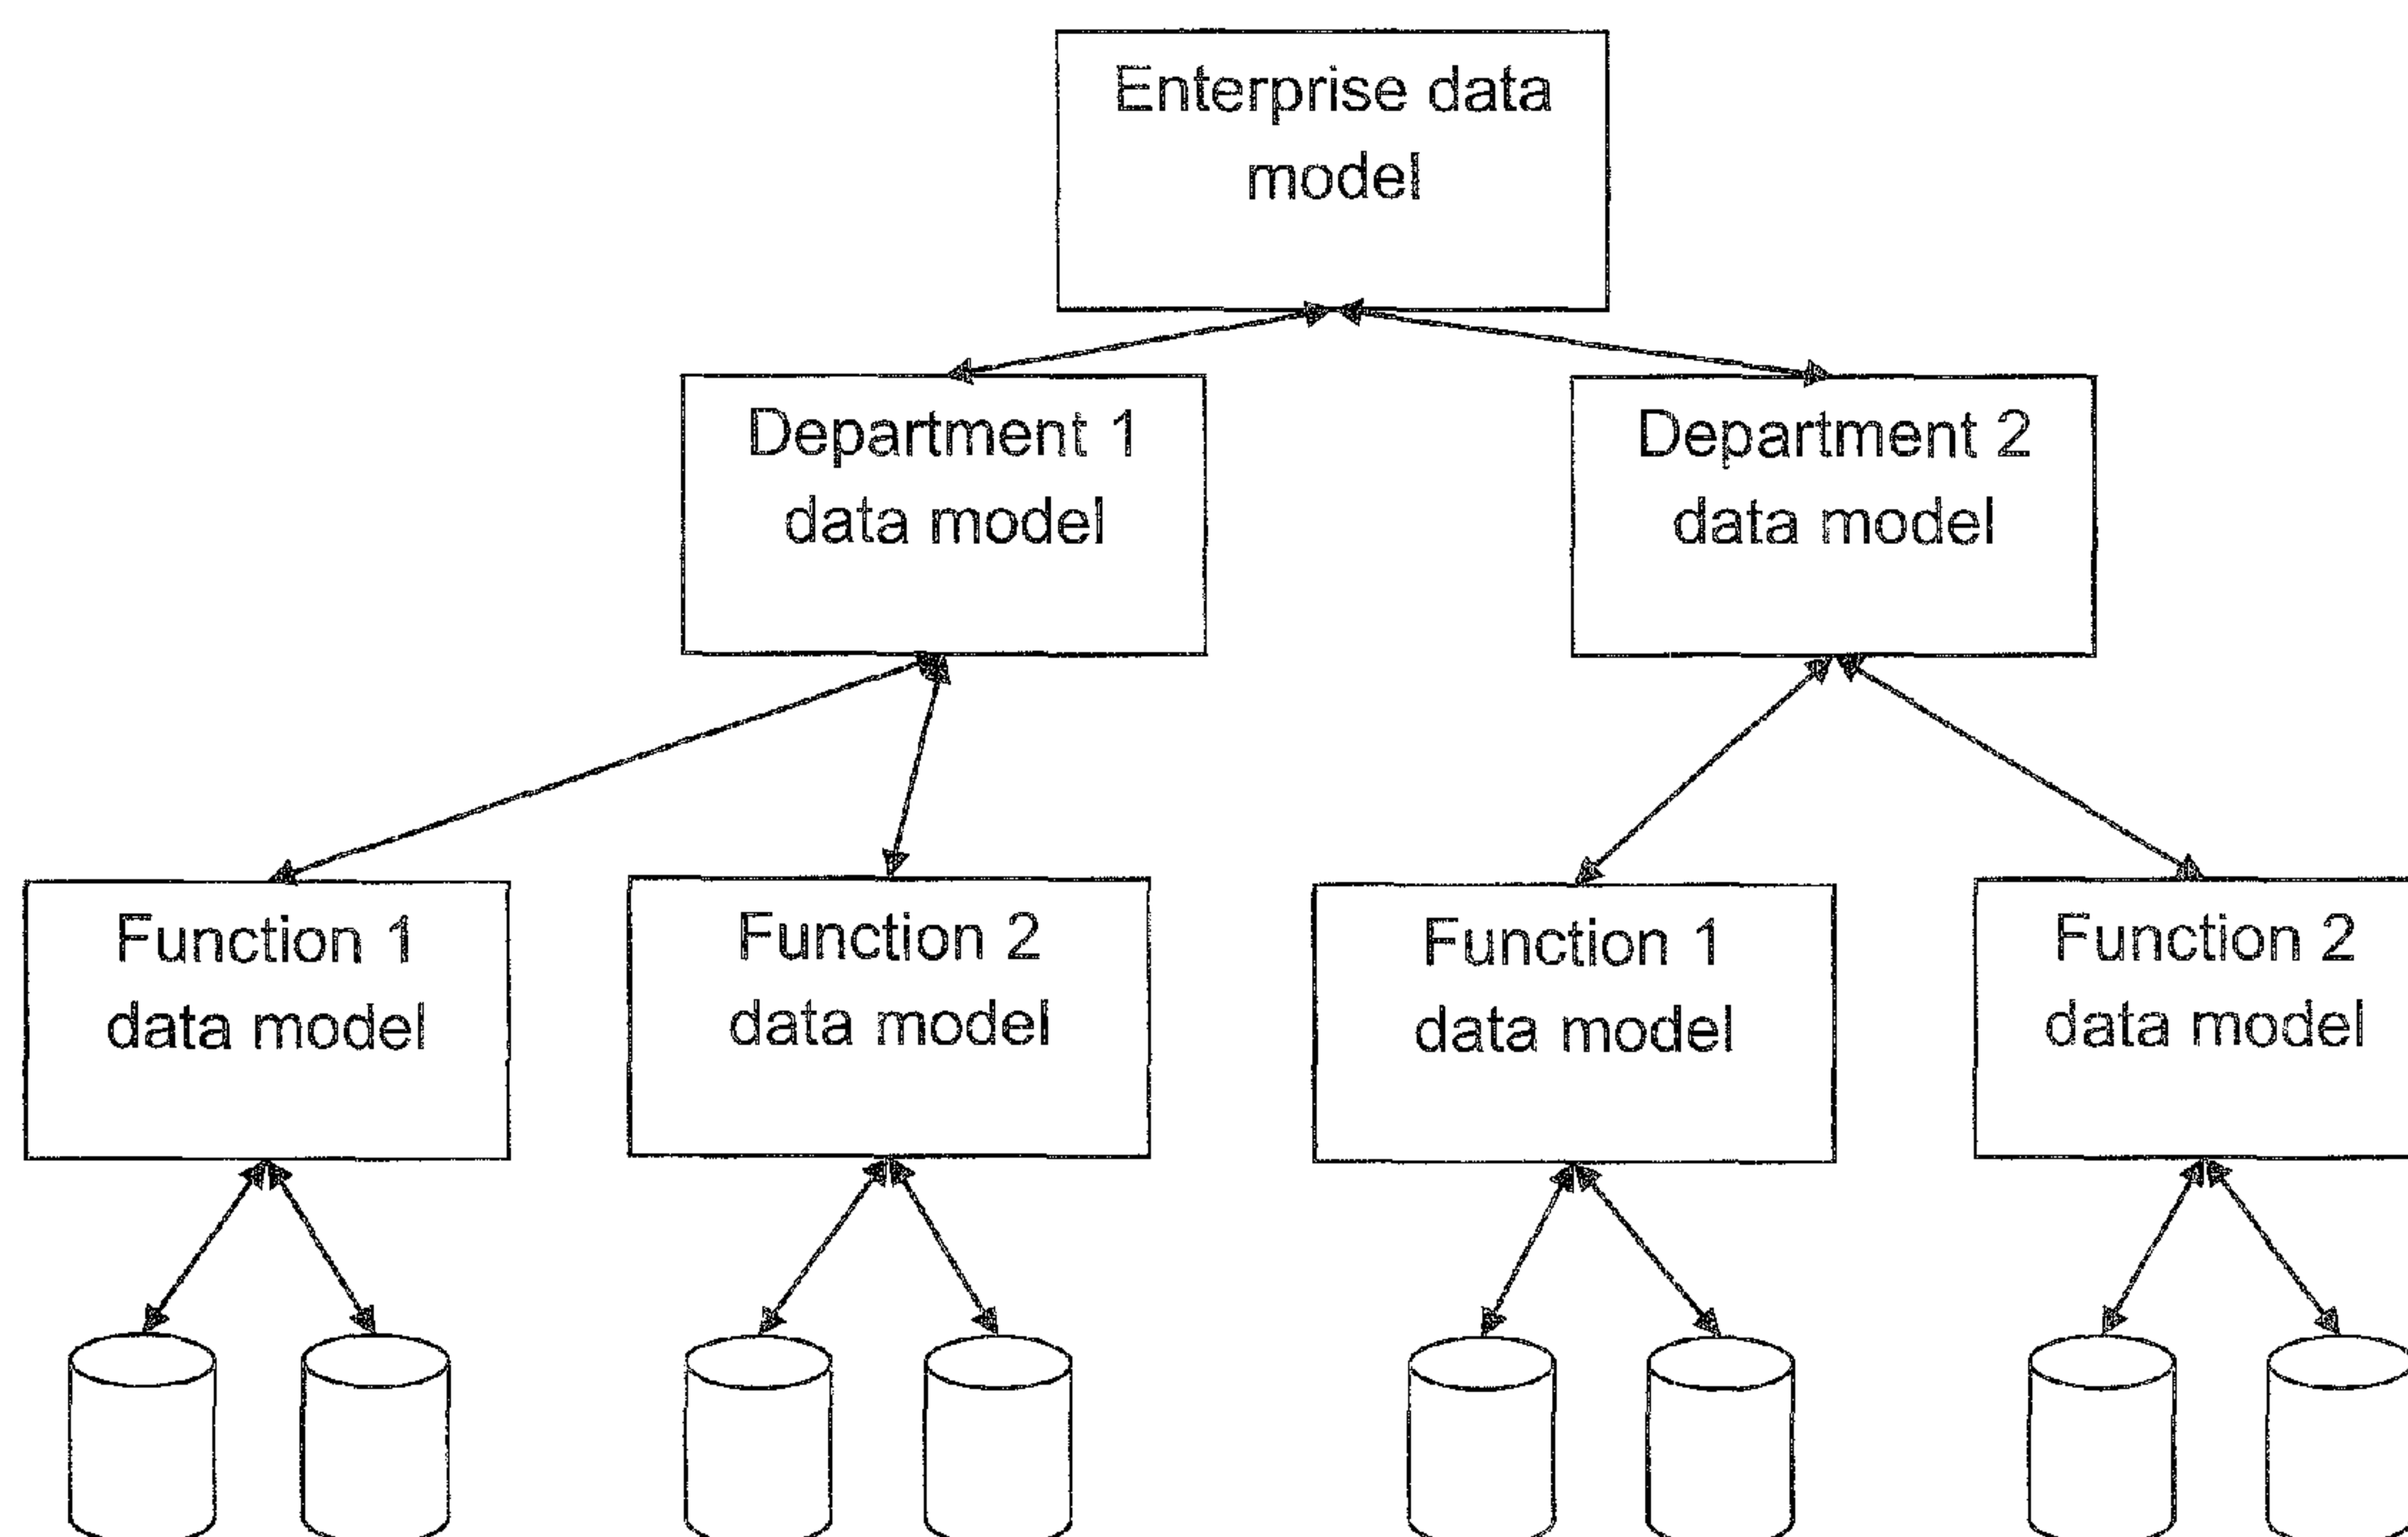 Enterprise data
model
Department 1
data model
Department 2
data model
Function 1
data model
Function 2
data model
Function 1
data model
Function 2
data model